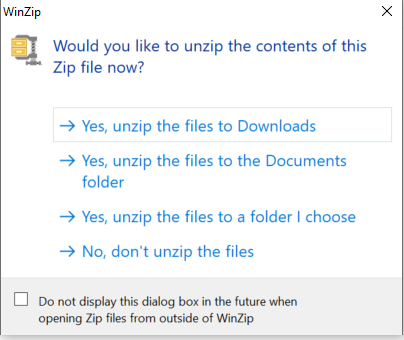 WinZip
Would you like to unzip the contents of this
Zip file now?
Yes, unzip the files to Downloads
Yes, unzip the files to the Documents
folder
Yes, unzip the files to a folder I choose
No, don't unzip the files
Do not display this dialog box in the future when
opening Zip files from outside of WinZip